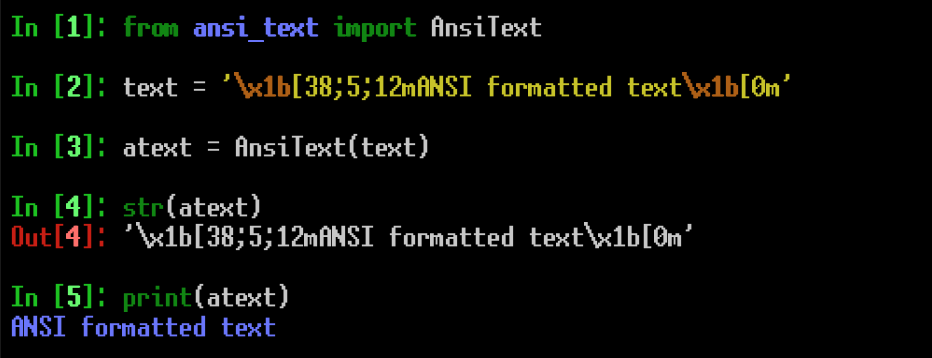 In [1]: from ansi_text import AnsiText
In [2]: text = '\x1b[38;5;12mANSI formatted text\x1b[0m'
In [3]: atext = AnsiText(text)
In [4]: str(atext)
Out[4]: '\x1b[38;5;12mANSI formatted text\x1b[0m'
In [5]: print(atext)
ANSI formatted text